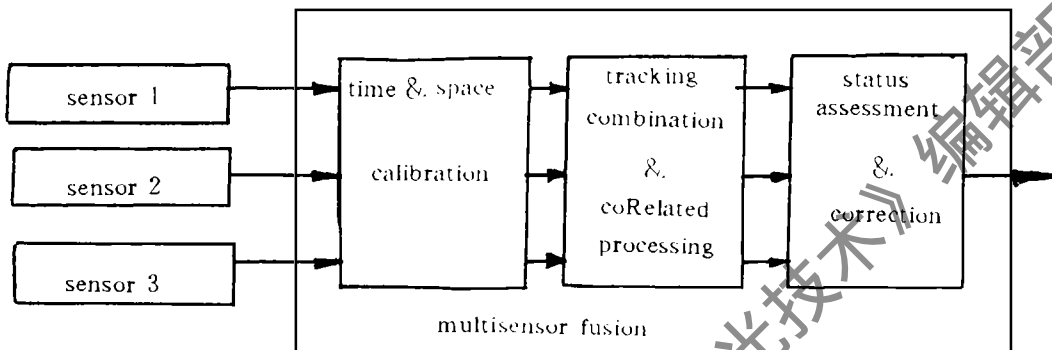 sensor 1
sensor 2
sensor 3
time &. space
calibration
tracking
combination
&.
coRelated
processing
status
assessment
&.
correction
multisensor fusion
光技术》编辑部